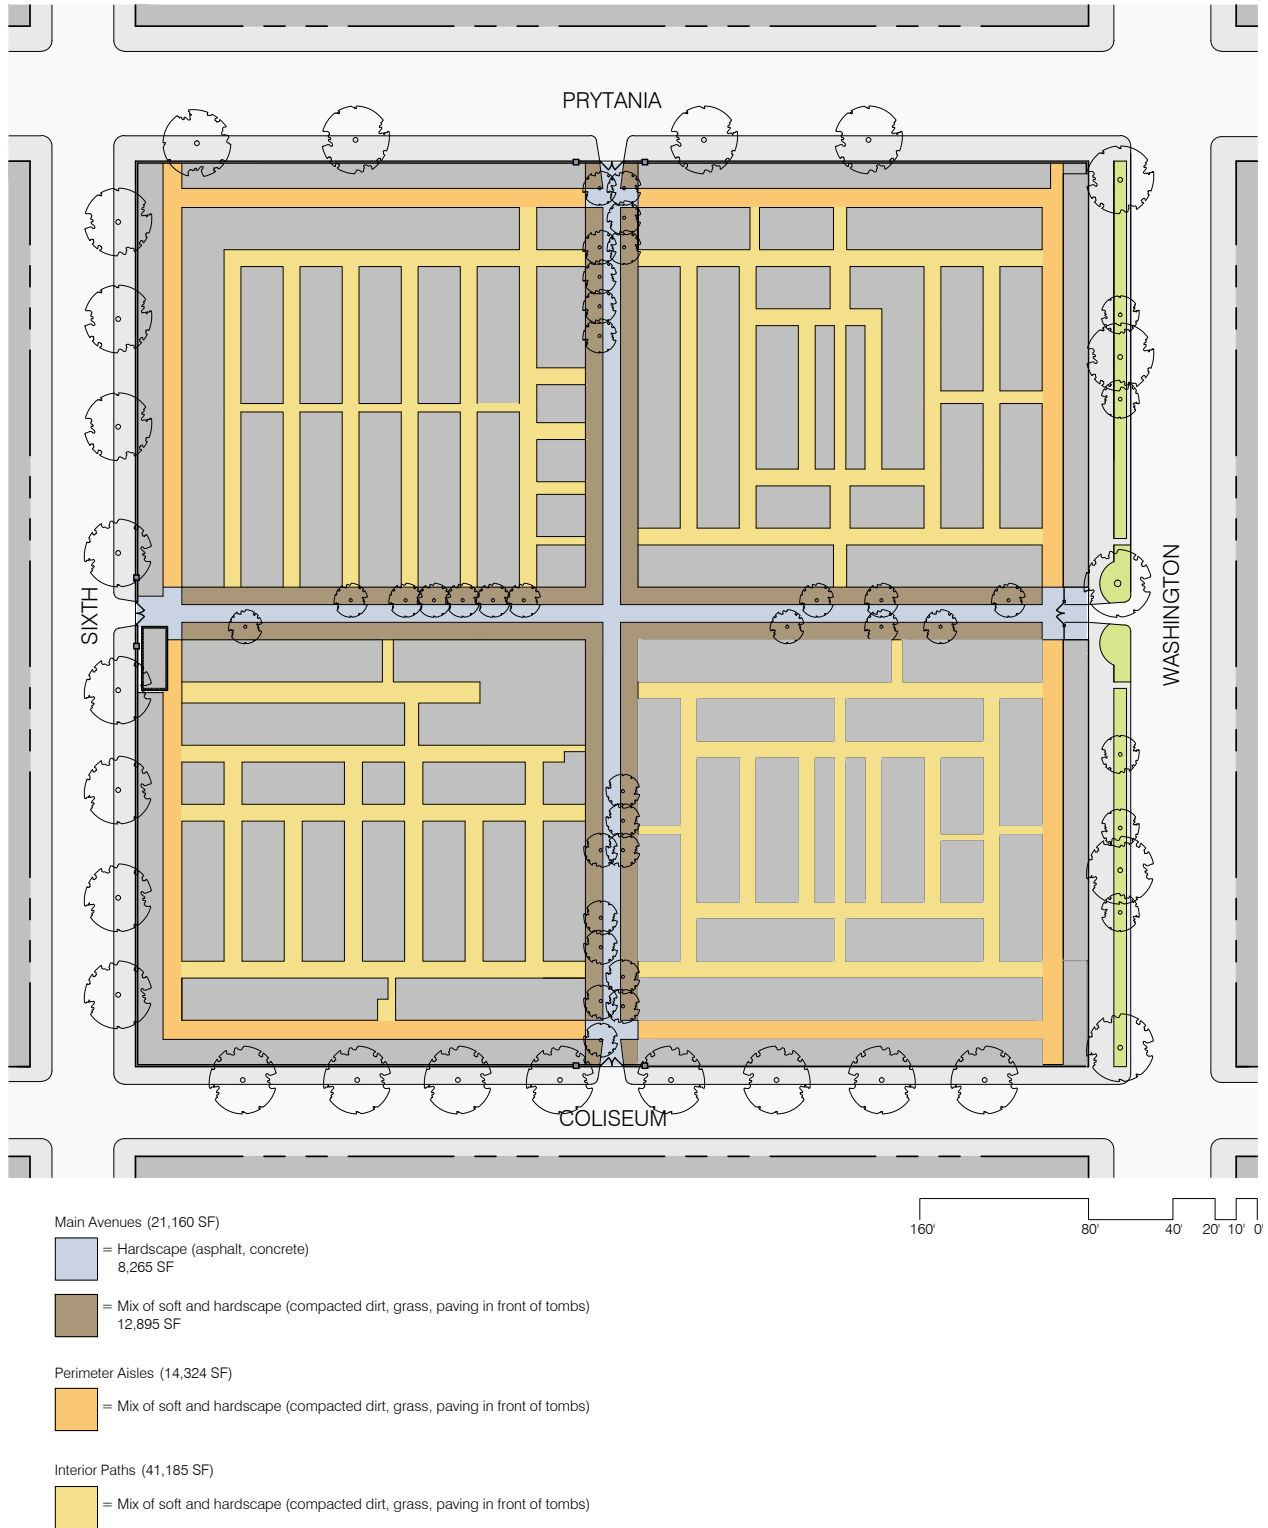 PRYTANIA
SIXTH
WASHINGTON
COLISEUM
160' 80' 40' 20' 10' 0'
Main Avenues (21,160 SF)
= Hardscape (asphalt, concrete)
8,265 SF
= Mix of soft and hardscape (compacted dirt, grass, paving in front of tombs)
12,895 SF
Perimeter Aisles (14,324 SF)
= Mix of soft and hardscape (compacted dirt, grass, paving in front of tombs)
Interior Paths (41,185 SF)
= Mix of soft and hardscape (compacted dirt, grass, paving in front of tombs)